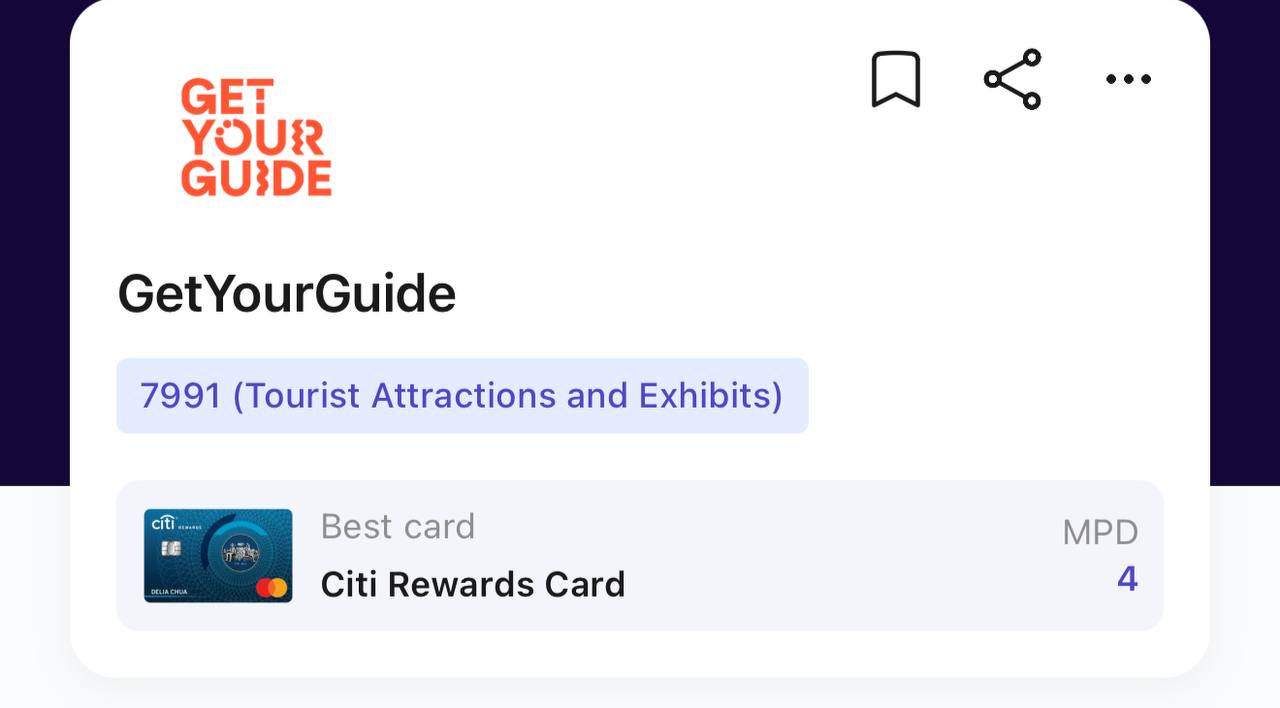 GET
YOUR
GUIDE
GetYourGuide
7991 (Tourist Attractions and Exhibits)
citi REWARDS
DELIA CHUA
Best card
Citi Rewards Card
MPD
4